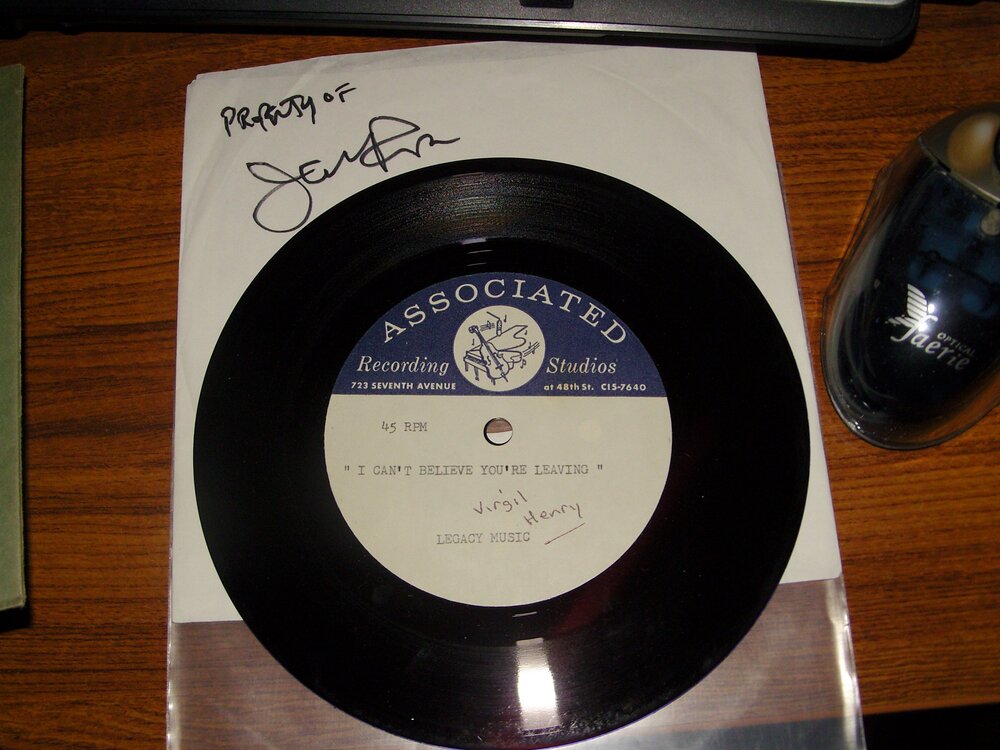 PROPERTY OF
ASSOCIATED
Recording Studios
723 SEVENTH AVENUE at 48th St. CI5-7640
45 RPM
" I CAN'T BELIEVE YOU'RE LEAVING "
Virgil
Henry
LEGACY MUSIC
OPTICAL
faerie